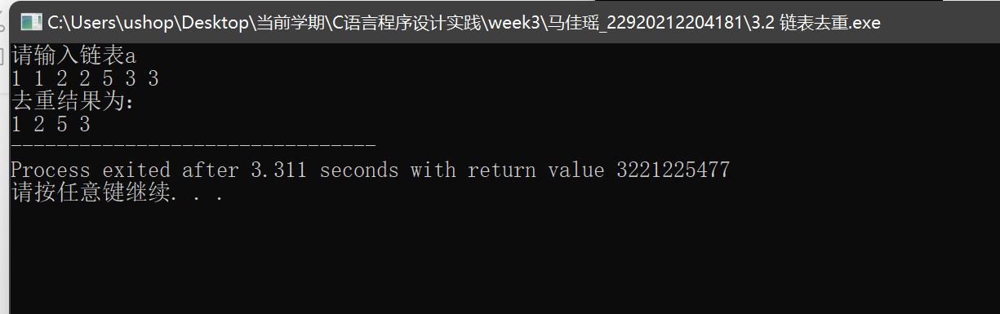 C:\Users\ushop\Desktop\当前学期\C语言程序设计实践\week3\马佳瑶_22920212204181\3.2 链表去重.exe
请输入链表a
1 1 2 2 5 3 3
去重结果为：
1 2 5 3
--------------------------------
Process exited after 3.311 seconds with return value 3221225477
请按任意键继续. . .